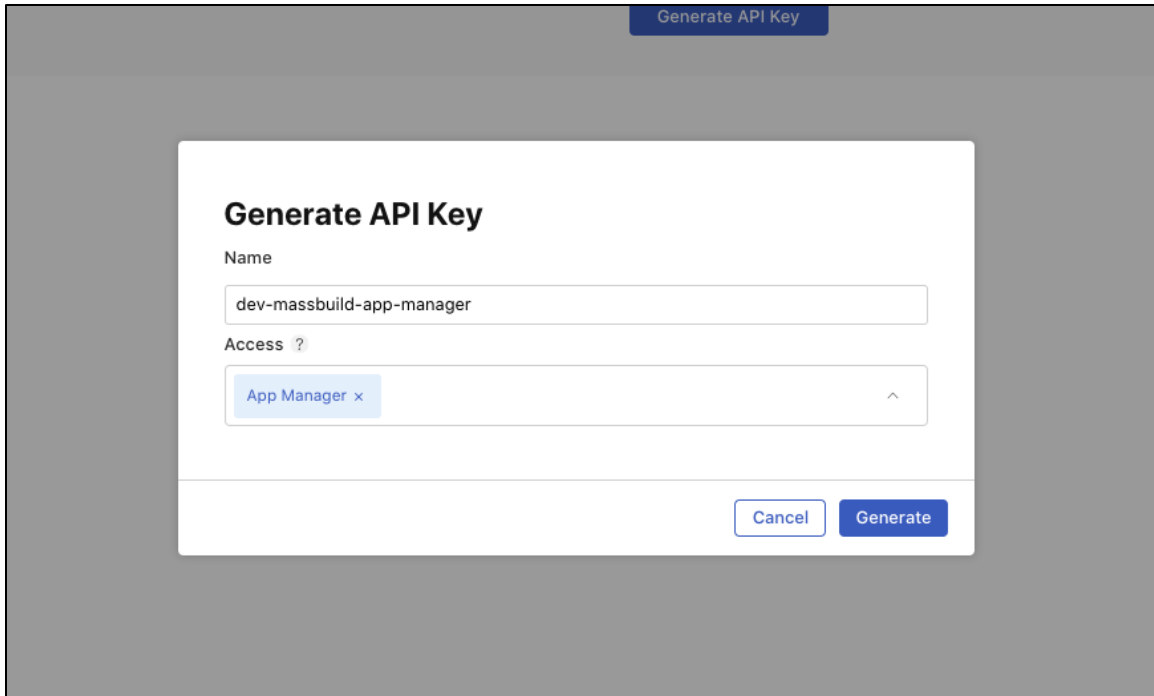 Generate API Key
Generate API Key
Name
dev-massbuild-app-manager
Access ?
App Manager ×
Cancel Generate